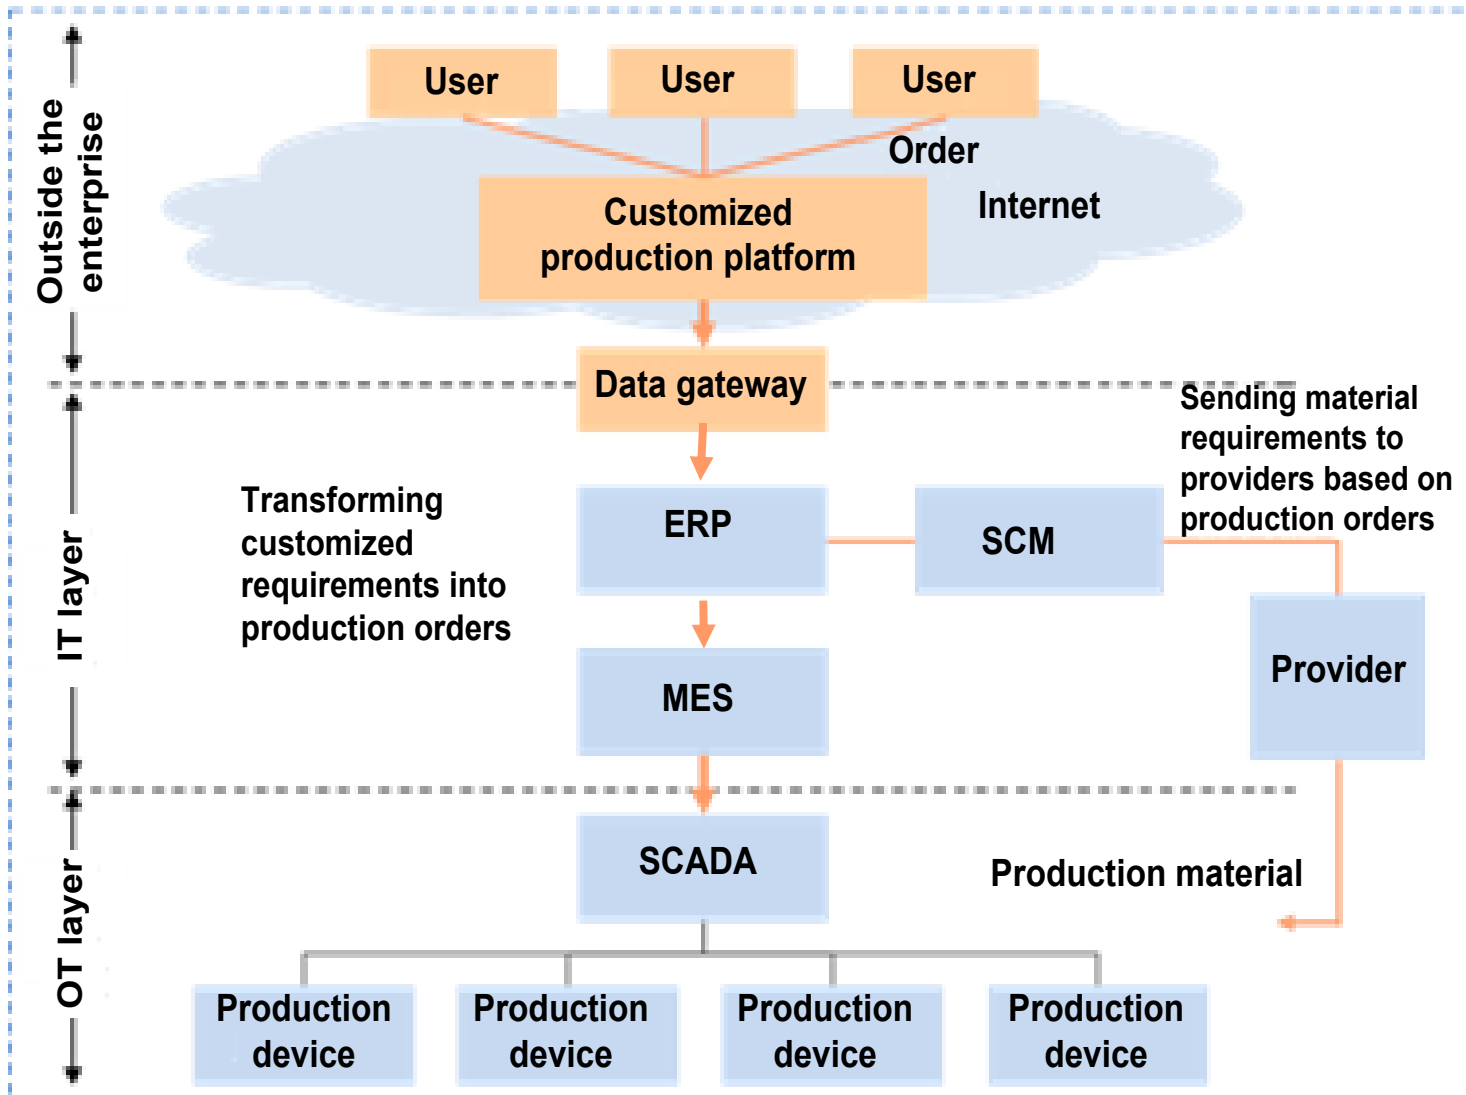 User
User
User
Outside the
enterprise
Order
Internet
Customized
production platform
Data gateway
Sending material
requirements to
providers based on
production orders
Transforming
customized
requirements into
production orders
ERP
SCM
IT layer
Provider
MES
SCADA
Production material
OT layer
Production
device
Production
device
Production
device
Production
device